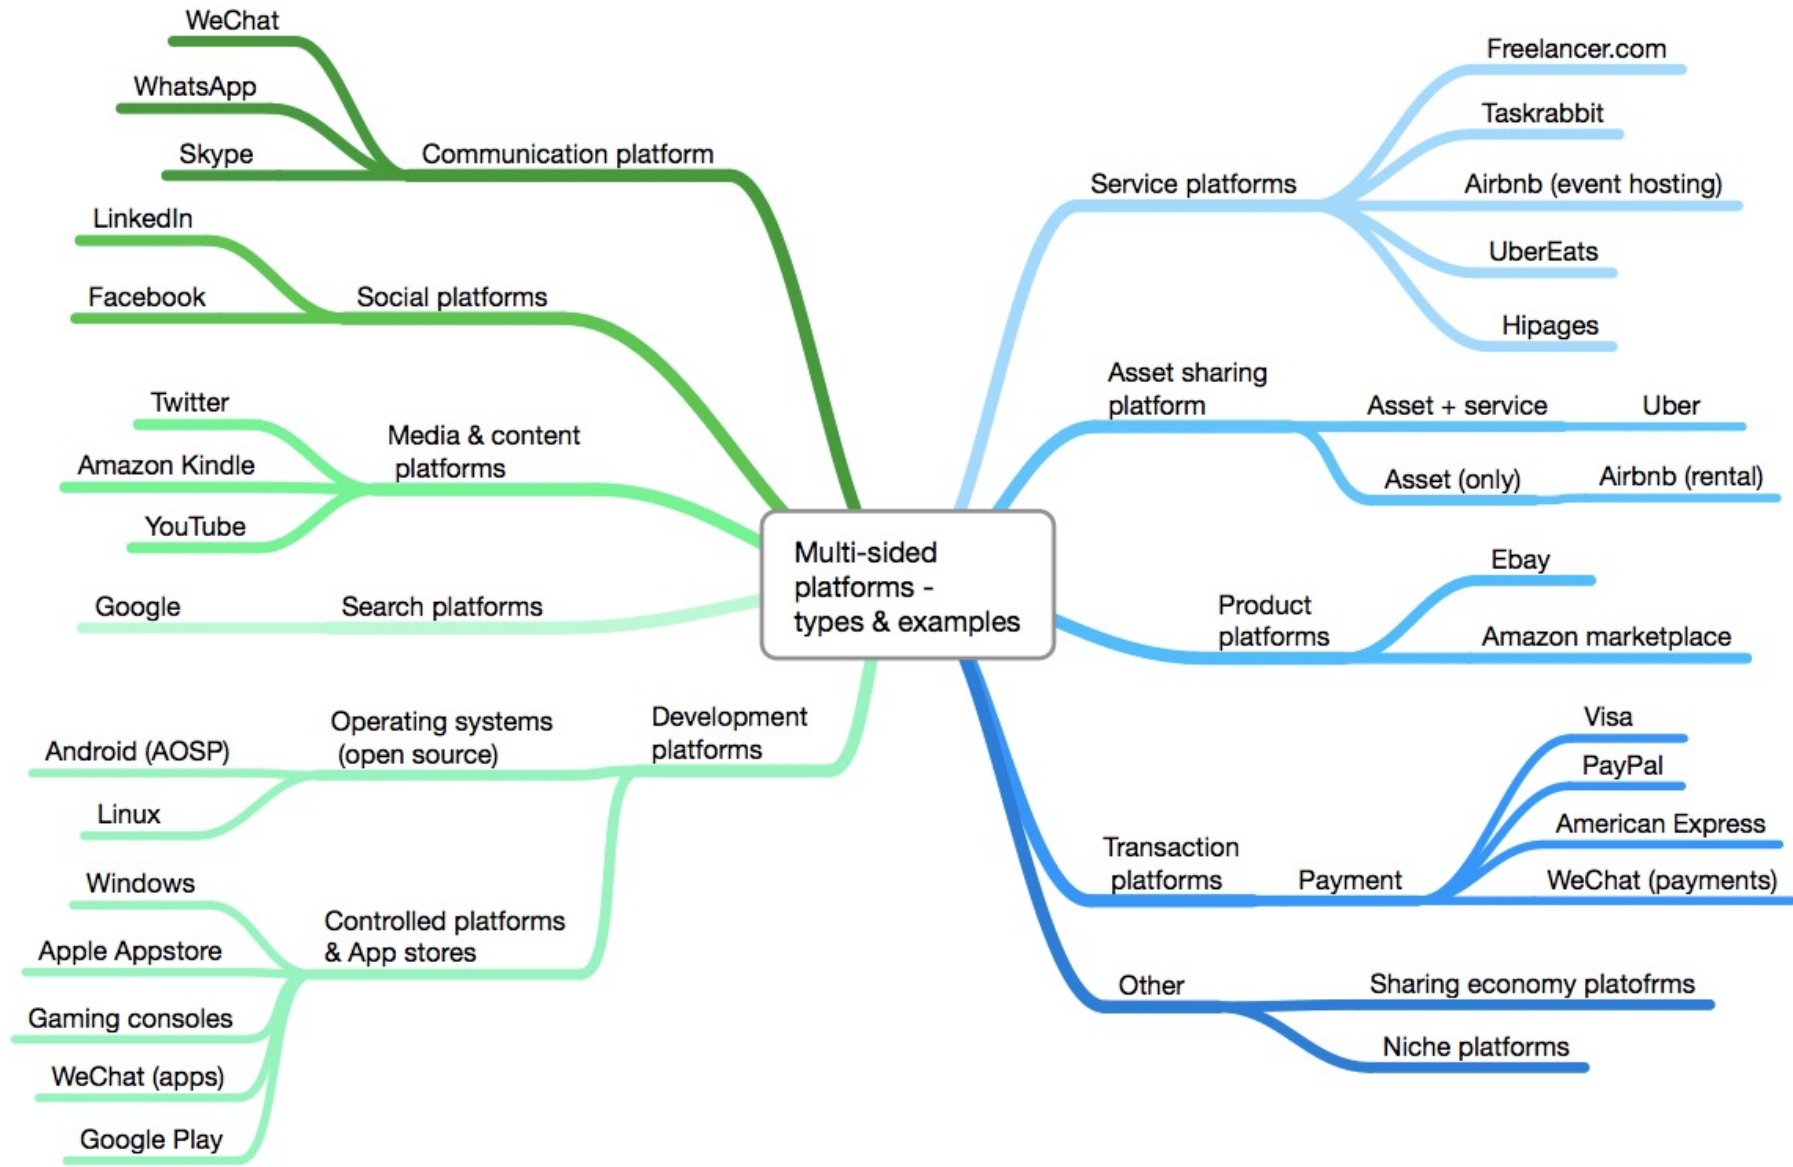 Multi-sided
platforms -
types & examples
Communication platform
WeChat
WhatsApp
Skype
Social platforms
LinkedIn
Facebook
Media & content
platforms
Twitter
Amazon Kindle
YouTube
Search platforms
Google
Development
platforms
Operating systems
(open source)
Android (AOSP)
Linux
Controlled platforms
& App stores
Windows
Apple Appstore
Gaming consoles
WeChat (apps)
Google Play
Service platforms
Freelancer.com
Taskrabbit
Airbnb (event hosting)
UberEats
Hipages
Asset sharing
platform
Asset + service
Uber
Asset (only)
Airbnb (rental)
Product
platforms
Ebay
Amazon marketplace
Transaction
platforms
Payment
Visa
PayPal
American Express
WeChat (payments)
Other
Sharing economy platofrms
Niche platforms